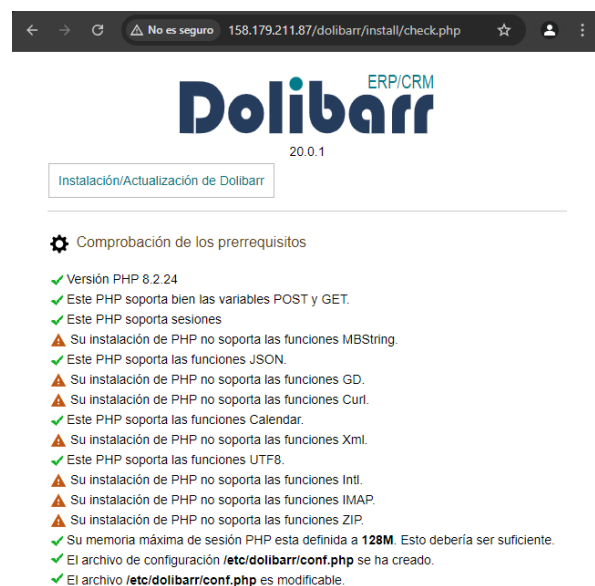 No es seguro 158.179.211.87/dolibarr/install/check.php
ERP/CRM
Dolibarr
20.0.1
Instalación/Actualización de Dolibarr
Comprobación de los prerrequisitos
Versión PHP 8.2.24
Este PHP soporta bien las variables POST y GET.
Este PHP soporta sesiones
Su instalación de PHP no soporta las funciones MBString.
Este PHP soporta las funciones JSON.
Su instalación de PHP no soporta las funciones GD.
Su instalación de PHP no soporta las funciones Curl.
Este PHP soporta las funciones Calendar.
Su instalación de PHP no soporta las funciones Xml.
Este PHP soporta las funciones UTF8.
Su instalación de PHP no soporta las funciones Intl.
Su instalación de PHP no soporta las funciones IMAP.
Su instalación de PHP no soporta las funciones ZIP.
Su memoria máxima de sesión PHP esta definida a 128M. Esto debería ser suficiente.
El archivo de configuración /etc/dolibarr/conf.php se ha creado.
El archivo /etc/dolibarr/conf.php es modificable.